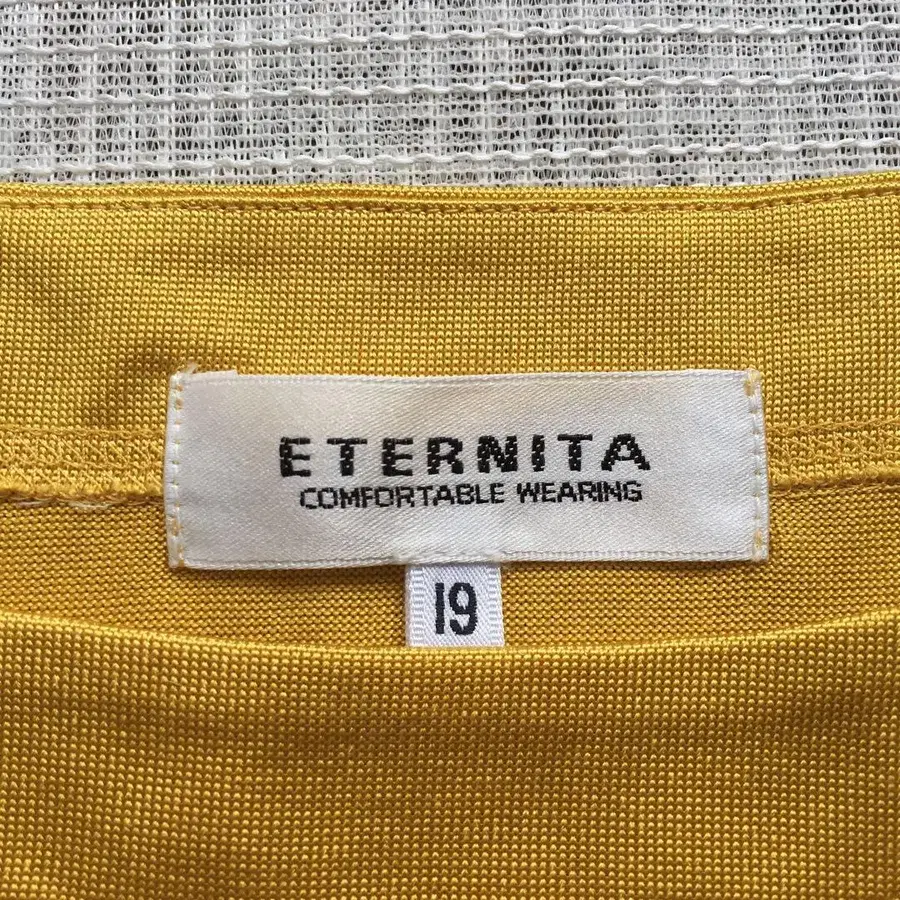 ETERNITA
COMFORTABLE WEARING
19